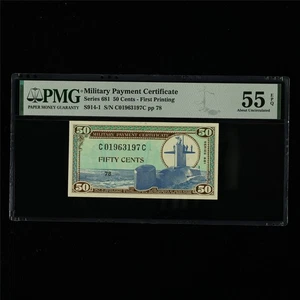 PMG
PAPER MONEY GUARANTY
Military Payment Certificate
Series 681 50 Cents - First Printing
S914-1 S/N C01963197C pp 79
55 EPQ
About Uncirculated
50 MILITARY PAYMENT CERTIFICATE 50
C01963197C
FIFTY CENTS
79
50 50